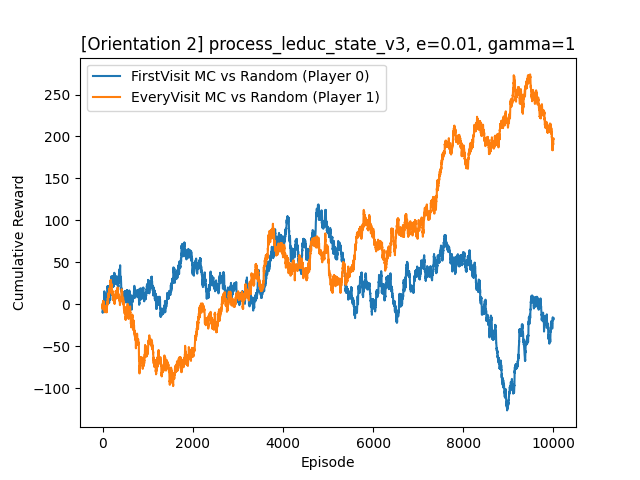 [Orientation 2] process_leduc_state_v3, e=0.01, gamma=1
FirstVisit MC vs Random (Player 0)
EveryVisit MC vs Random (Player 1)
250
200
150
100
50
0
−50
−100
Cumulative Reward
0
2000
4000
6000
8000
10000
Episode